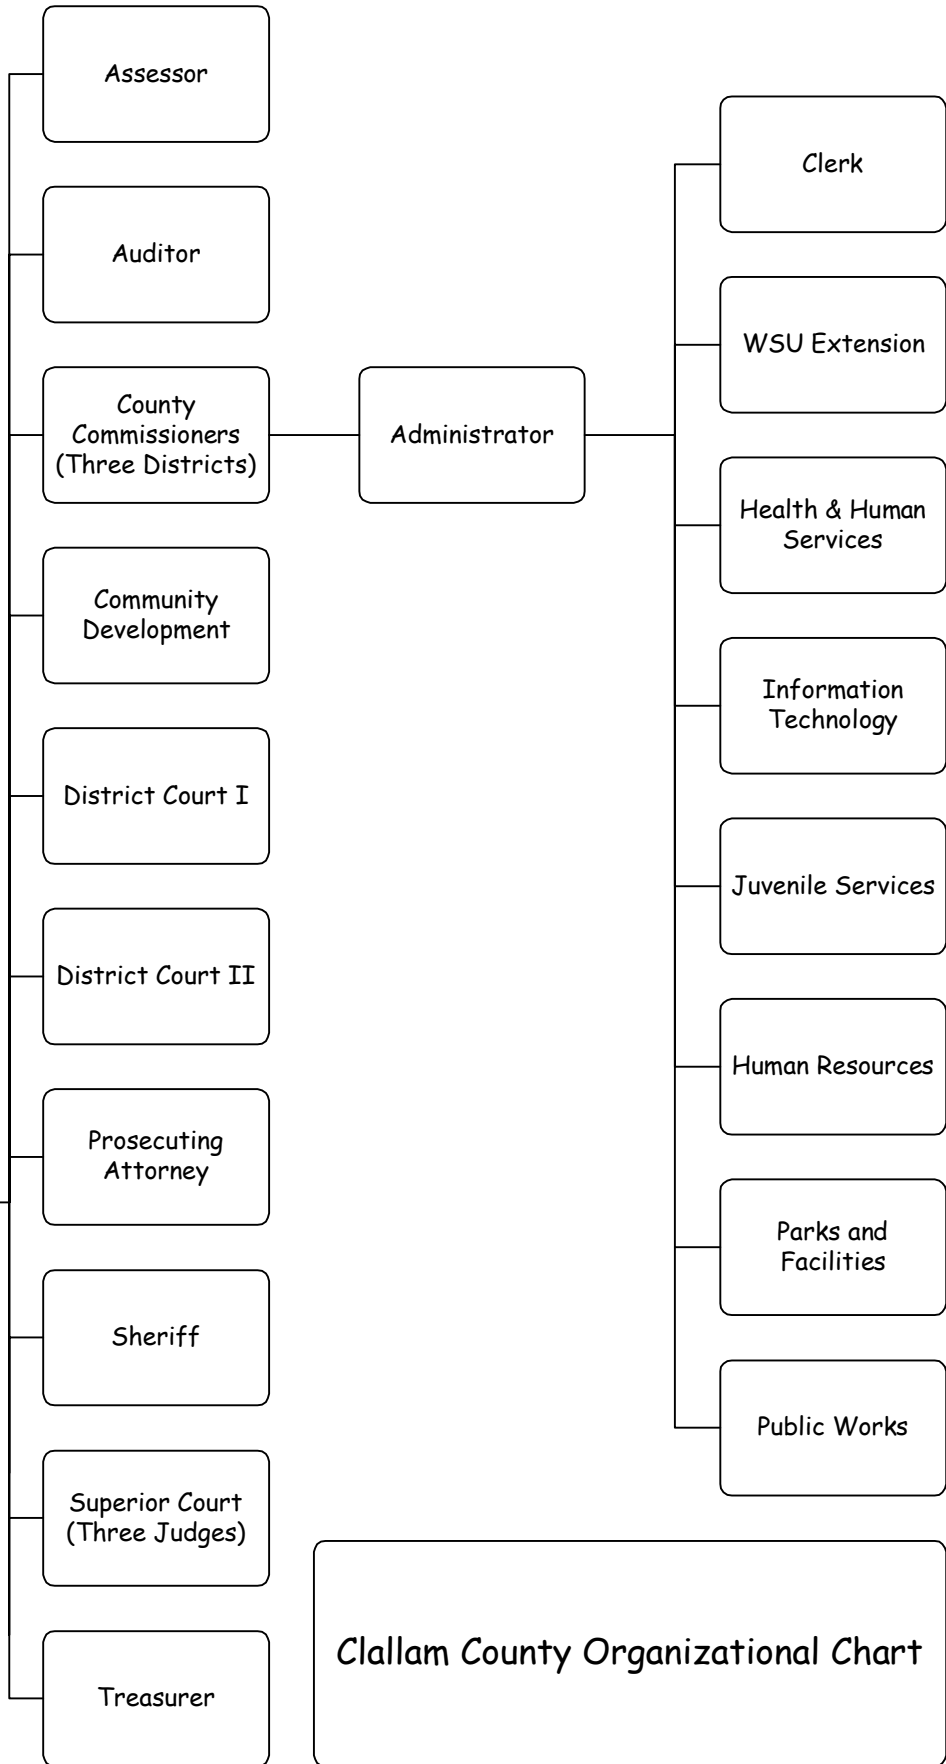 Assessor
Auditor
County
Commissioners
(Three Districts)
Community
Development
District Court I
District Court II
Prosecuting
Attorney
Sheriff
Superior Court
(Three Judges)
Treasurer
Administrator
Clerk
WSU Extension
Health & Human
Services
Information
Technology
Juvenile Services
Human Resources
Parks and
Facilities
Public Works
Clallam County Organizational Chart